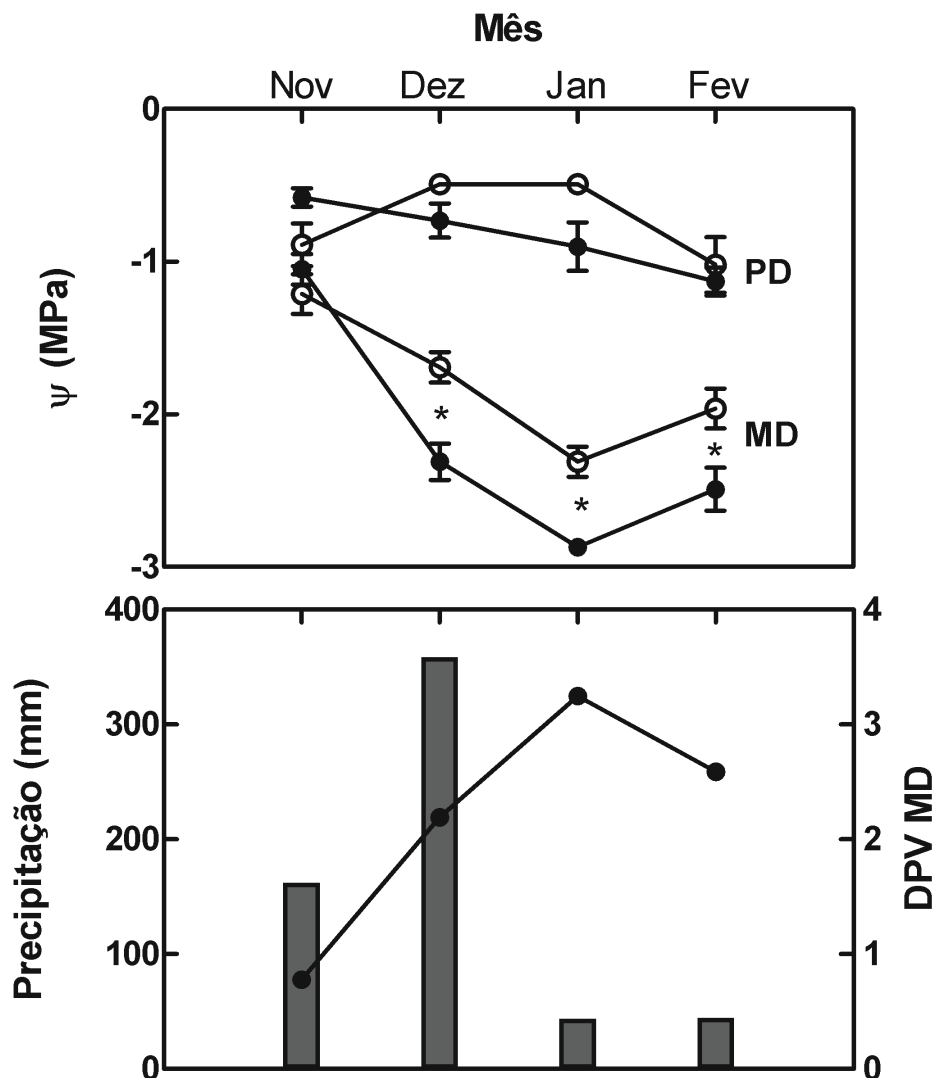 Mês
Nov Dez Jan Fev
0
-1
-2
-3
ψ (MPa)
PD
MD
*
*
*
400
300
200
100
0
Precipitação (mm)
4
3
2
1
0
DPV MD